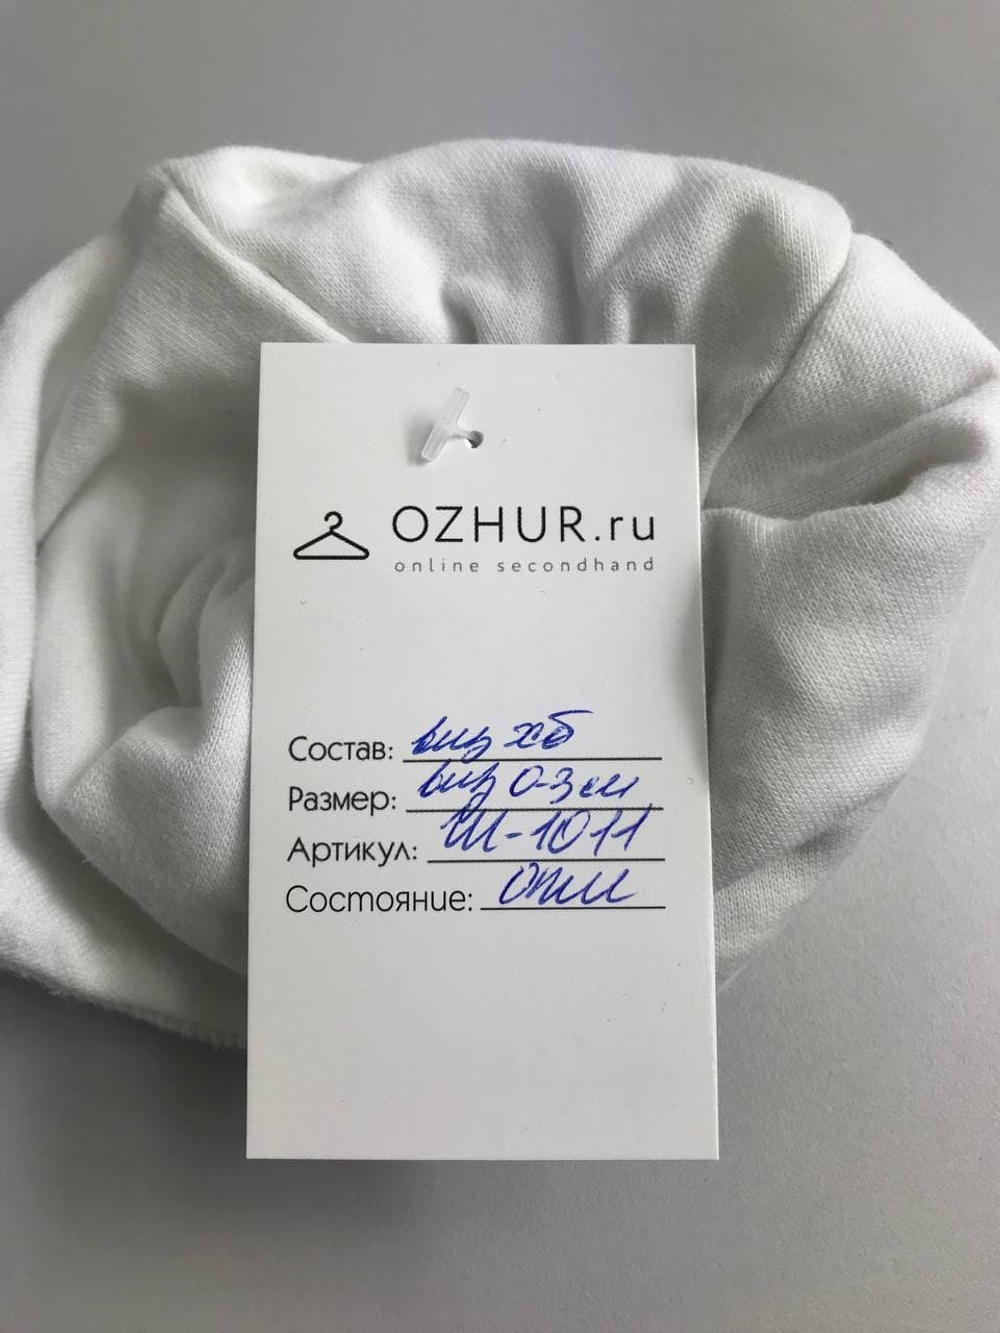 OZHUR.ru
online secondhand
Состав: виз хб
Размер: виз 0-3 м
Артикул: Ш-1011
Состояние: отл